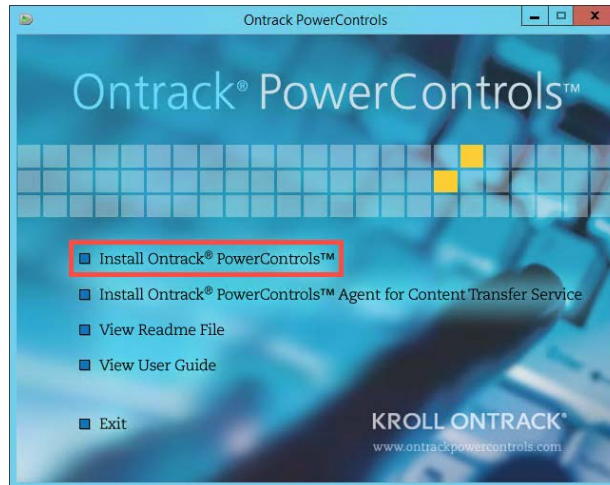 Ontrack PowerControls
Ontrack® PowerControls™
Install Ontrack® PowerControls™
Install Ontrack® PowerControls™ Agent for Content Transfer Service
View Readme File
View User Guide
Exit
KROLL ONTRACK®
www.ontrackpowercontrols.com